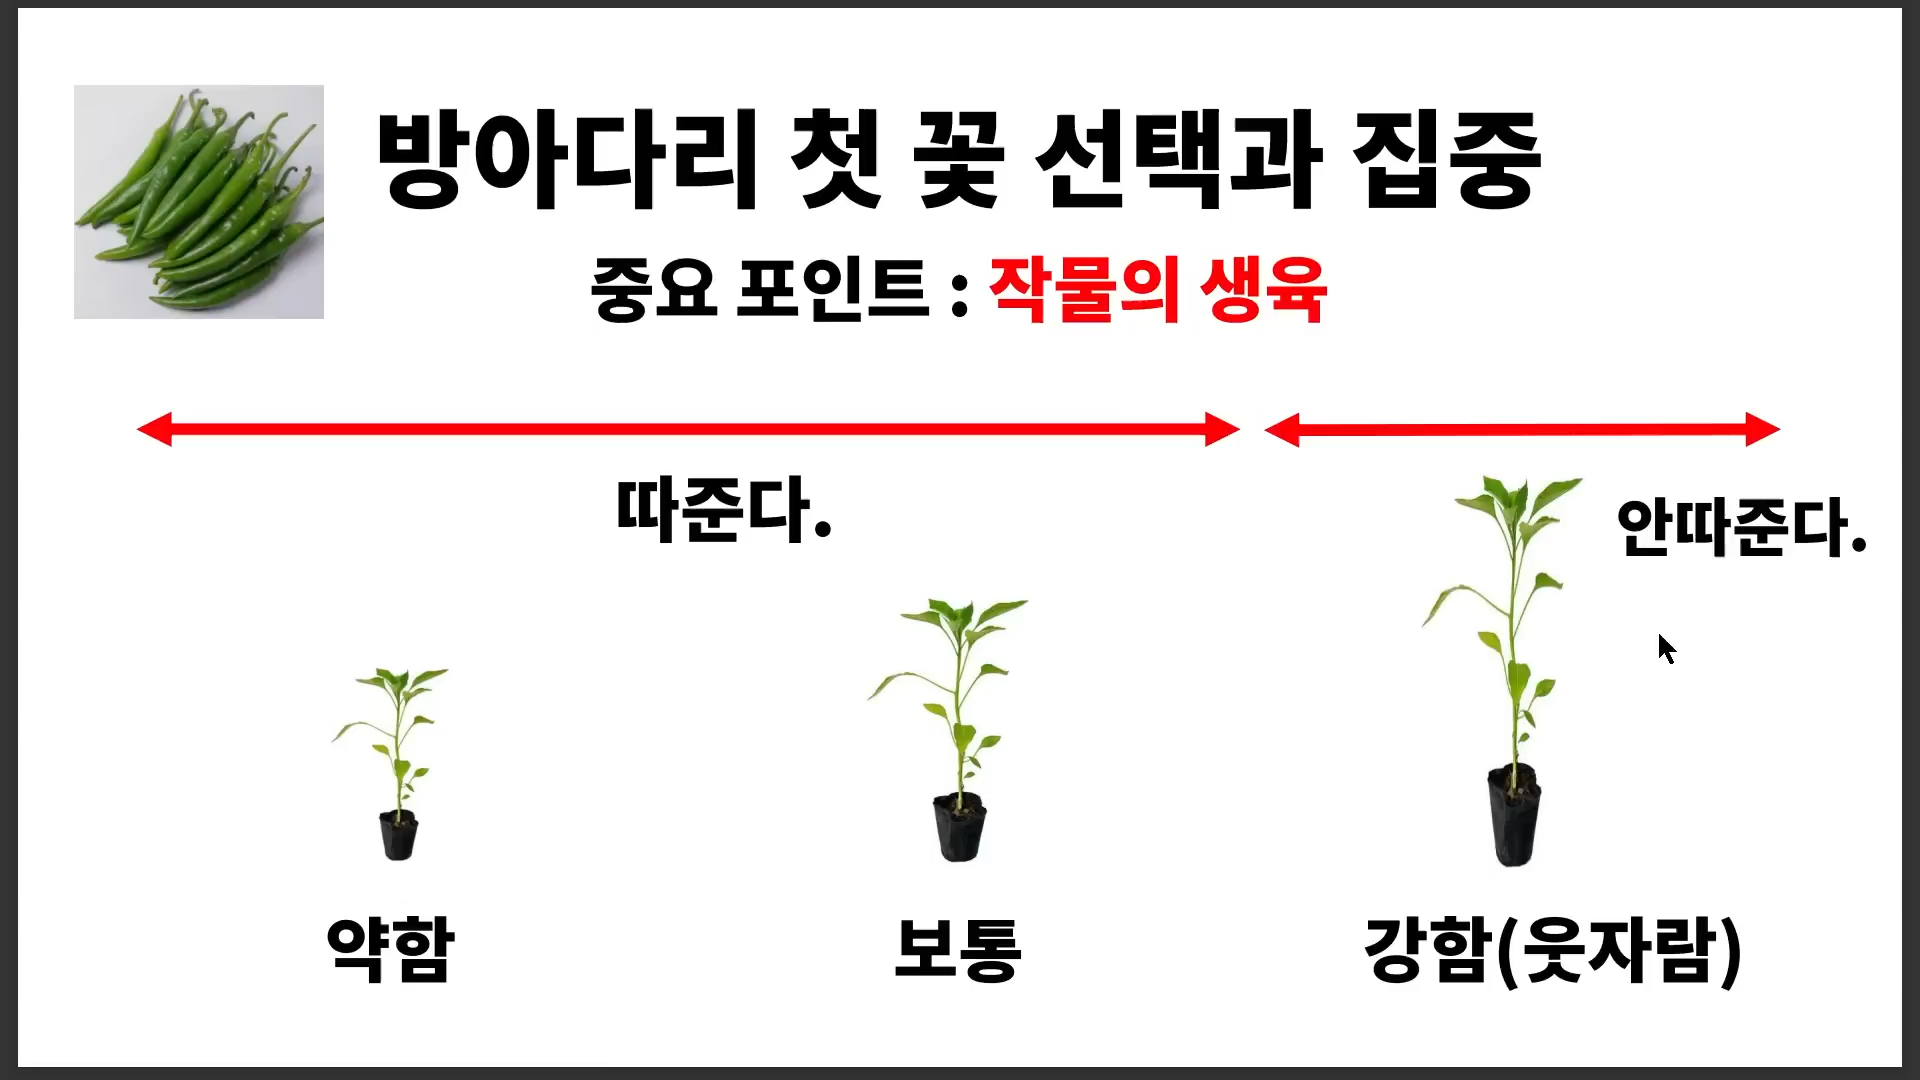 방아다리 첫 꽃 선택과 집중
중요 포인트 : 작물의 생육
따준다.
안따준다.
약함
보통
강함(웃자람)